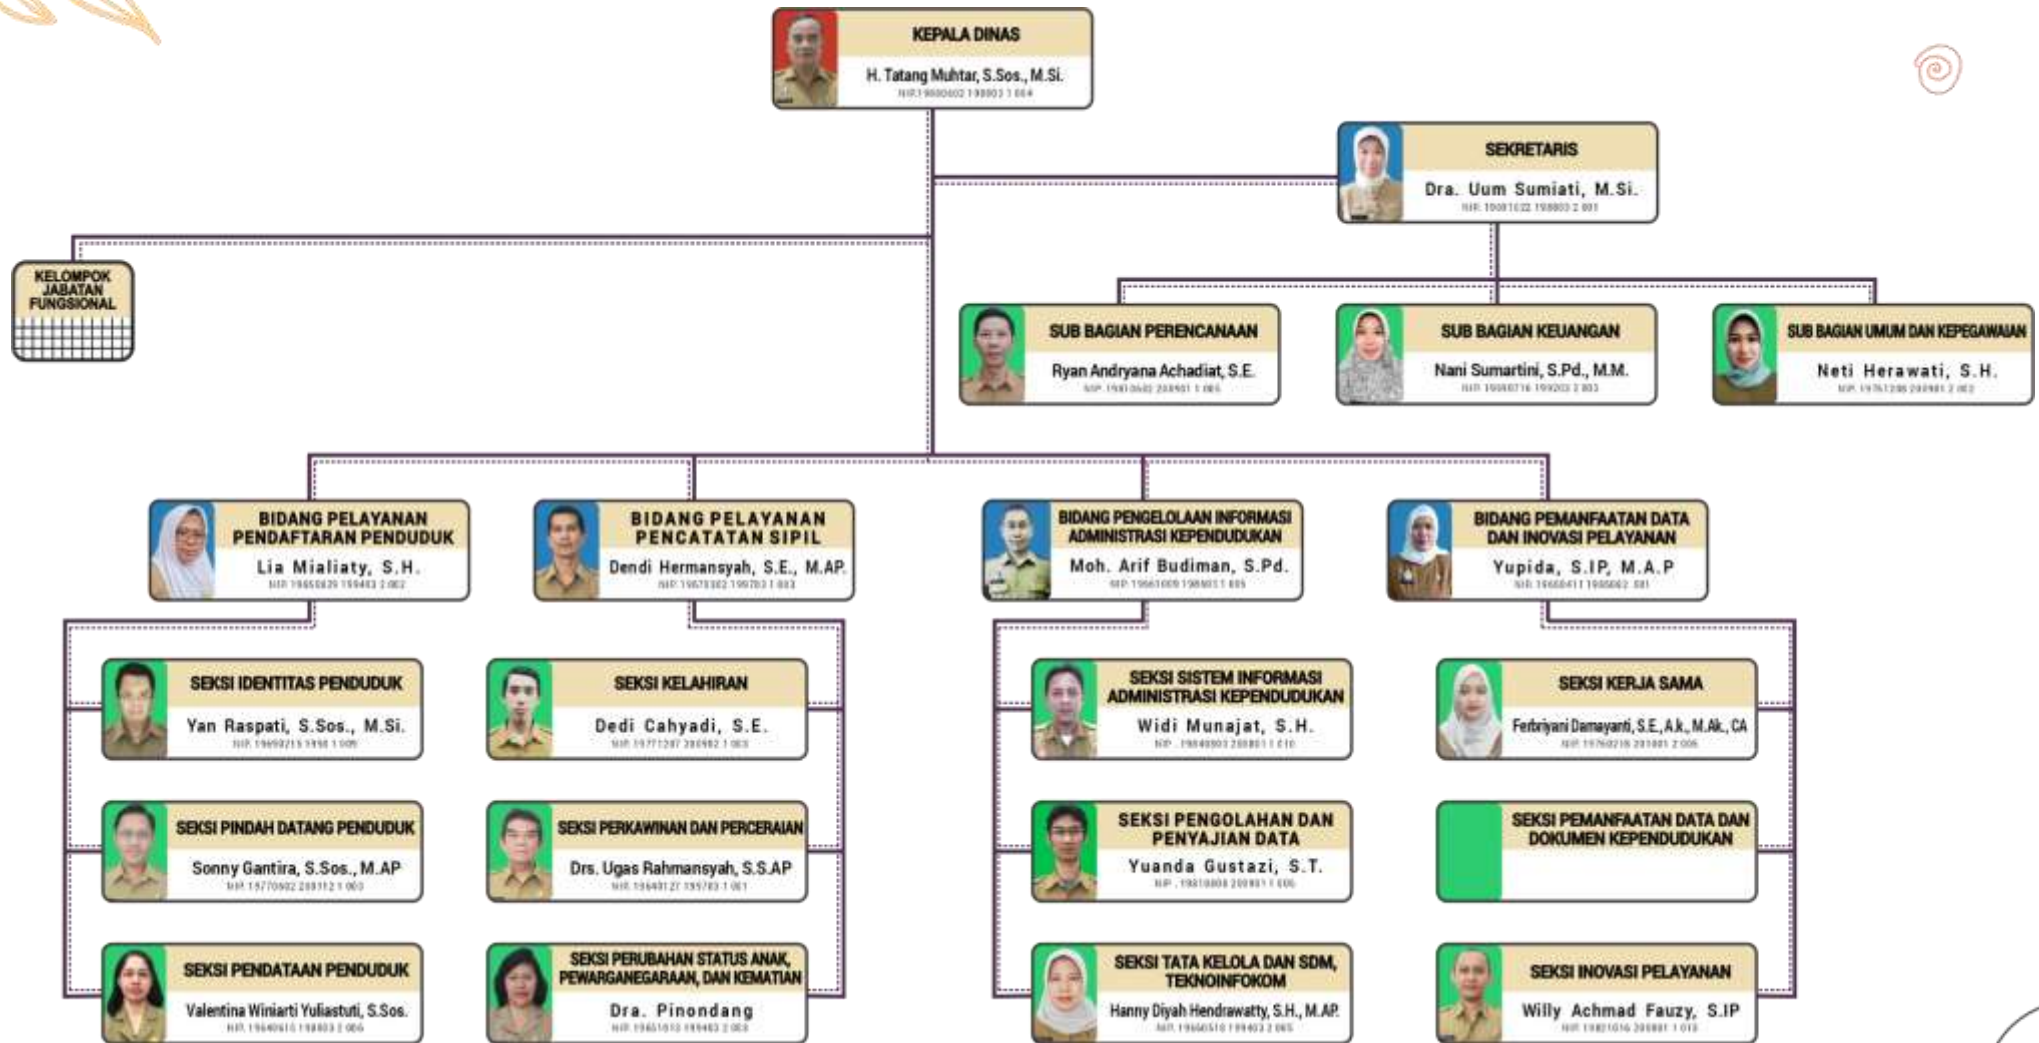 KEPALA DINAS
H. Tatang Muhtar, S.Sos., M.Si.
SEKRETARIS
Dra. Uum Sumiati, M.Si.
KELOMPOK
JABATAN
FUNGSIONAL
SUB BAGIAN PERENCANAAN
Ryan Andryana Achadiat, S.E.
SUB BAGIAN KEUANGAN
Nani Sumartini, S.Pd., M.M.
SUB BAGIAN UMUM DAN KEPEGAWAIAN
Neti Herawati, S.H.
BIDANG PELAYANAN
PENDAFTARAN PENDUDUK
Lia Mialiaty, S.H.
BIDANG PELAYANAN
PENCATATAN SIPIL
Dendi Hermansyah, S.E., M.AP.
BIDANG PENGELOLAAN INFORMASI
ADMINISTRASI KEPENDUDUKAN
Moh. Arif Budiman, S.Pd.
BIDANG PEMANFAATAN DATA
DAN INOVASI PELAYANAN
Yupida, S.IP, M.A.P
SEKSI IDENTITAS PENDUDUK
Yan Raspati, S.Sos., M.Si.
SEKSI KELAHIRAN
Dedi Cahyadi, S.E.
SEKSI SISTEM INFORMASI
ADMINISTRASI KEPENDUDUKAN
Widi Munajat, S.H.
SEKSI KERJA SAMA
Ferbriyani Damayanti, S.E., A.k., M.Ak., CA
SEKSI PINDAH DATANG PENDUDUK
Sonny Gantira, S.Sos., M.AP
SEKSI PERKAWINAN DAN PERCERAIAN
Drs. Ugas Rahmansyah, S.S.AP
SEKSI PENGOLAHAN DAN
PENYAJIAN DATA
Yuanda Gustazi, S.T.
SEKSI PEMANFAATAN DATA DAN
DOKUMEN KEPENDUDUKAN
SEKSI PENDATAAN PENDUDUK
Valentina Winiarti Yuliastuti, S.Sos.
SEKSI PERUBAHAN STATUS ANAK,
PEWARGANEGARAAN, DAN KEMATIAN
Dra. Pinondang
SEKSI TATA KELOLA DAN SDM,
TEKNOINFOKOM
Hanny Diyah Hendrawatty, S.H., M.AP.
SEKSI INOVASI PELAYANAN
Willy Achmad Fauzy, S.IP